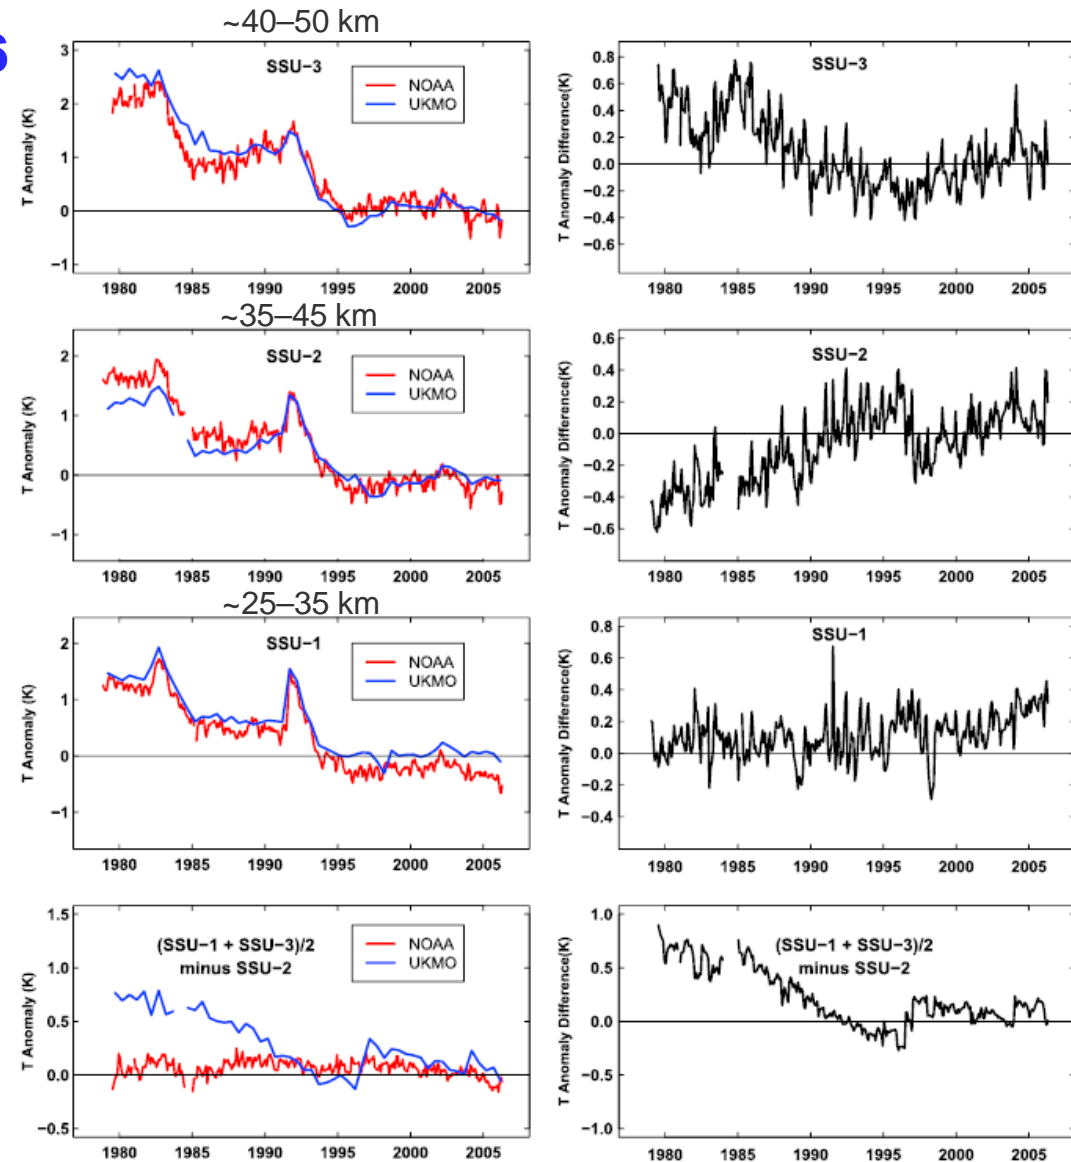 s
~40–50 km
SSU−3
NOAA
UKMO
T Anomaly (K)
3
2
1
0
−1
1980 1985 1990 1995 2000 2005
SSU−3
T Anomaly Difference(K)
0.8
0.6
0.4
0.2
0.0
−0.2
−0.4
−0.6
1980 1985 1990 1995 2000 2005
~35–45 km
SSU−2
NOAA
UKMO
T Anomaly (K)
2
1
0
−1
1980 1985 1990 1995 2000 2005
SSU−2
T Anomaly Difference(K)
0.6
0.4
0.2
0.0
−0.2
−0.4
−0.6
1980 1985 1990 1995 2000 2005
~25–35 km
SSU−1
NOAA
UKMO
T Anomaly (K)
2
1
0
−1
1980 1985 1990 1995 2000 2005
SSU−1
T Anomaly Difference(K)
0.8
0.6
0.4
0.2
0.0
−0.2
−0.4
1980 1985 1990 1995 2000 2005
(SSU−1 + SSU−3)/2
minus SSU−2
NOAA
UKMO
T Anomaly (K)
1.5
1.0
0.5
0.0
−0.5
1980 1985 1990 1995 2000 2005
(SSU−1 + SSU−3)/2
minus SSU−2
T Anomaly Difference(K)
1.0
0.5
0.0
−0.5
−1.0
1980 1985 1990 1995 2000 2005